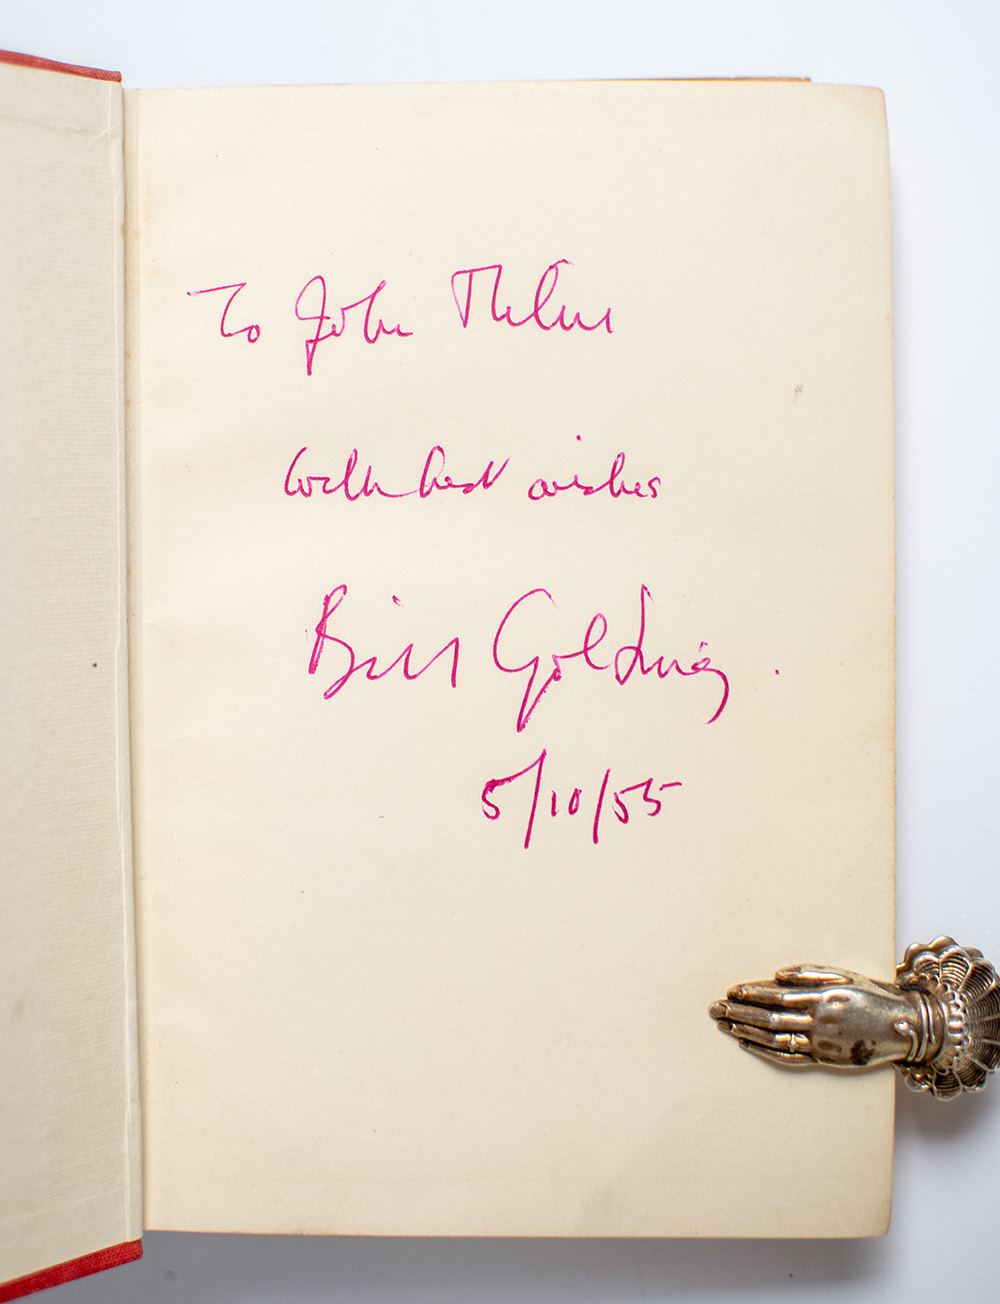 To John
with best wishes
Bill Golding.
5/10/55